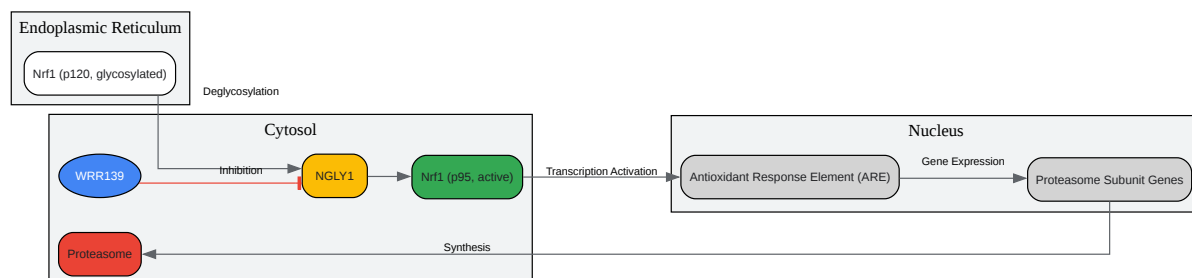 Endoplasmic Reticulum
Nrf1 (p120, glycosylated)
Deglycosylation
Cytosol
WRR139
Inhibition
NGLY1
Nrf1 (p95, active)
Transcription Activation
Nucleus
Antioxidant Response Element (ARE)
Gene Expression
Proteasome Subunit Genes
Proteasome
Synthesis